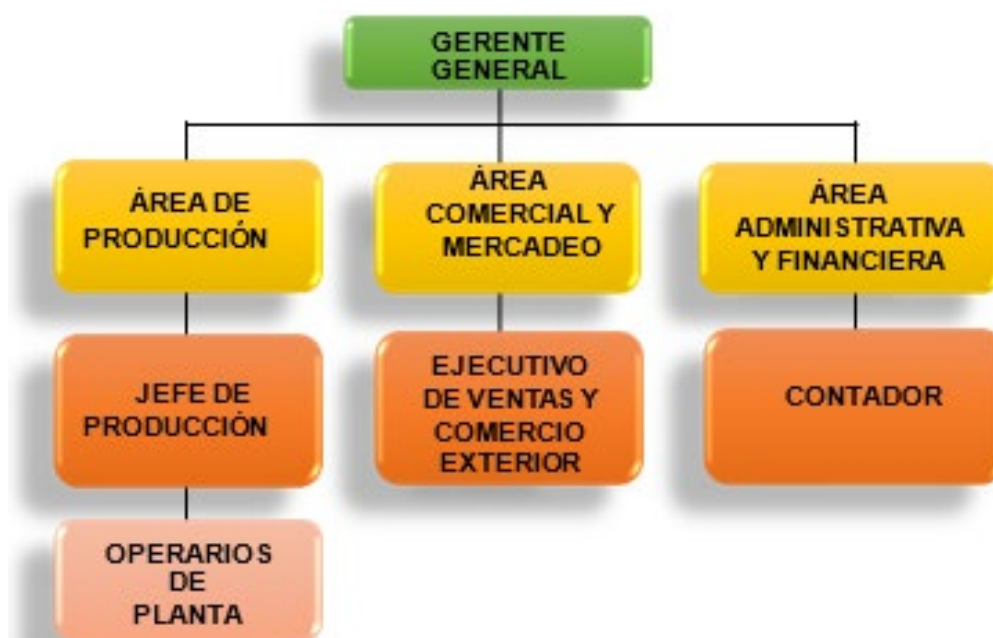 GERENTE
GENERAL
ÁREA DE
PRODUCCIÓN
ÁREA
COMERCIAL Y
MERCADEO
ÁREA
ADMINISTRATIVA
Y FINANCIERA
JEFE DE
PRODUCCIÓN
EJECUTIVO
DE VENTAS Y
COMERCIO
EXTERIOR
CONTADOR
OPERARIOS
DE
PLANTA